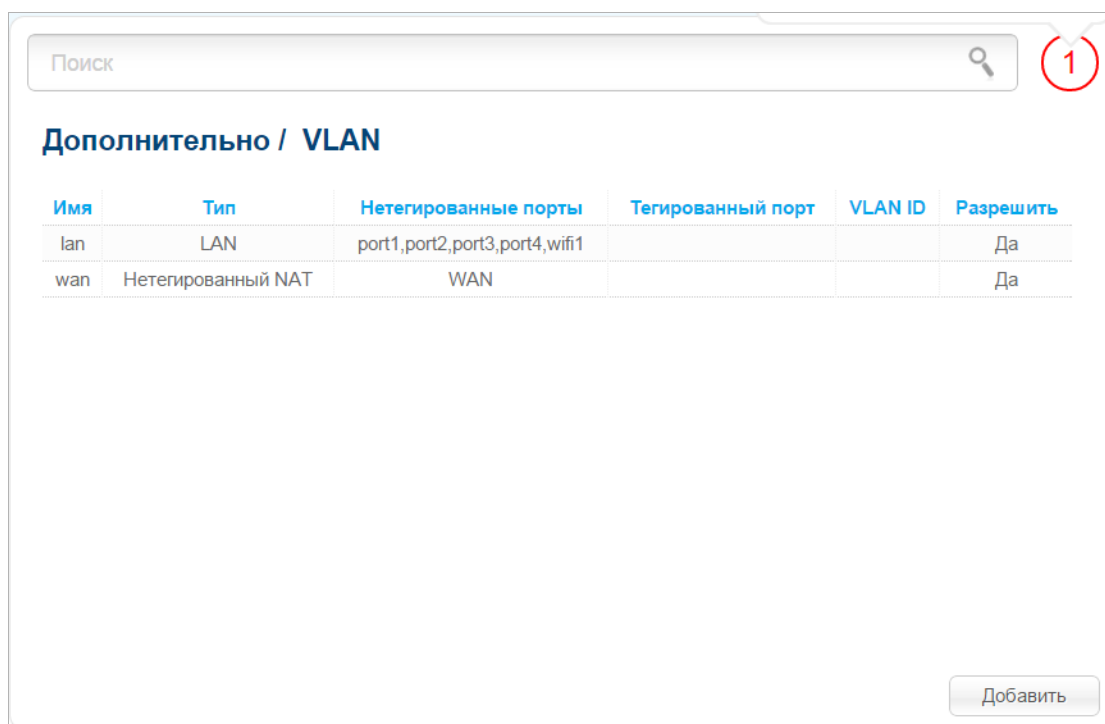 Поиск
1
Дополнительно / VLAN
Имя Тип Нетегированные порты Тегированный порт VLAN ID Разрешить
lan LAN port1,port2,port3,port4,wifi1 Да
wan Нетегированный NAT WAN Да
Добавить